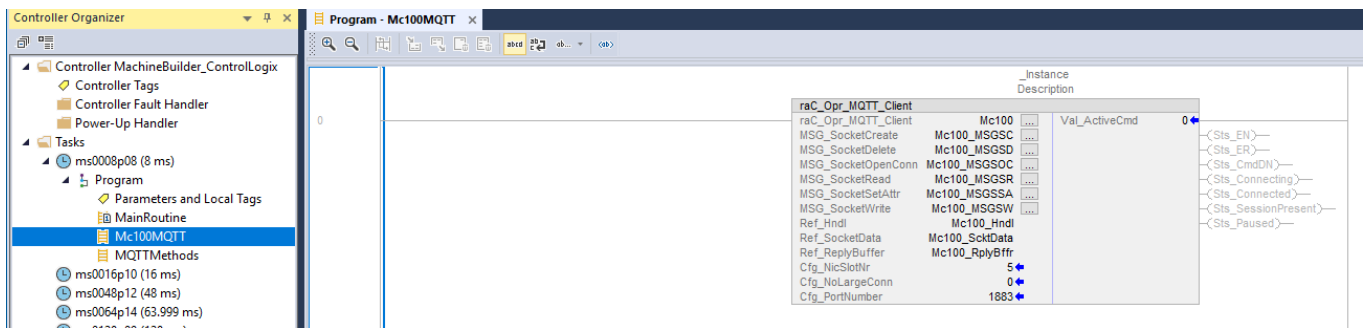 Controller Organizer
Controller MachineBuilder_ControlLogix
Controller Tags
Controller Fault Handler
Power-Up Handler
Tasks
ms0008p08 (8 ms)
Program
Parameters and Local Tags
MainRoutine
Mc100MQTT
MQTTMethods
ms0016p10 (16 ms)
ms0048p12 (48 ms)
ms0064p14 (63.999 ms)
Program - Mc100MQTT
abcd ab ab... <ab>
_Instance
Description
0
raC_Opr_MQTT_Client
raC_Opr_MQTT_Client Mc100 ... Val_ActiveCmd 0
MSG_SocketCreate Mc100_MSGSC ... Sts_EN
MSG_SocketDelete Mc100_MSGSD ... Sts_ER
MSG_SocketOpenConn Mc100_MSGSOC ... Sts_CmdDN
MSG_SocketRead Mc100_MSGSR ... Sts_Connecting
MSG_SocketSetAttr Mc100_MSGSSA ... Sts_Connected
MSG_SocketWrite Mc100_MSGSW ... Sts_SessionPresent
Ref_Hndl Mc100_Hndl Sts_Paused
Ref_SocketData Mc100_ScktData
Ref_ReplyBuffer Mc100_RplyBffr
Cfg_NicSlotNr 5
Cfg_NoLargeConn 0
Cfg_PortNumber 1883